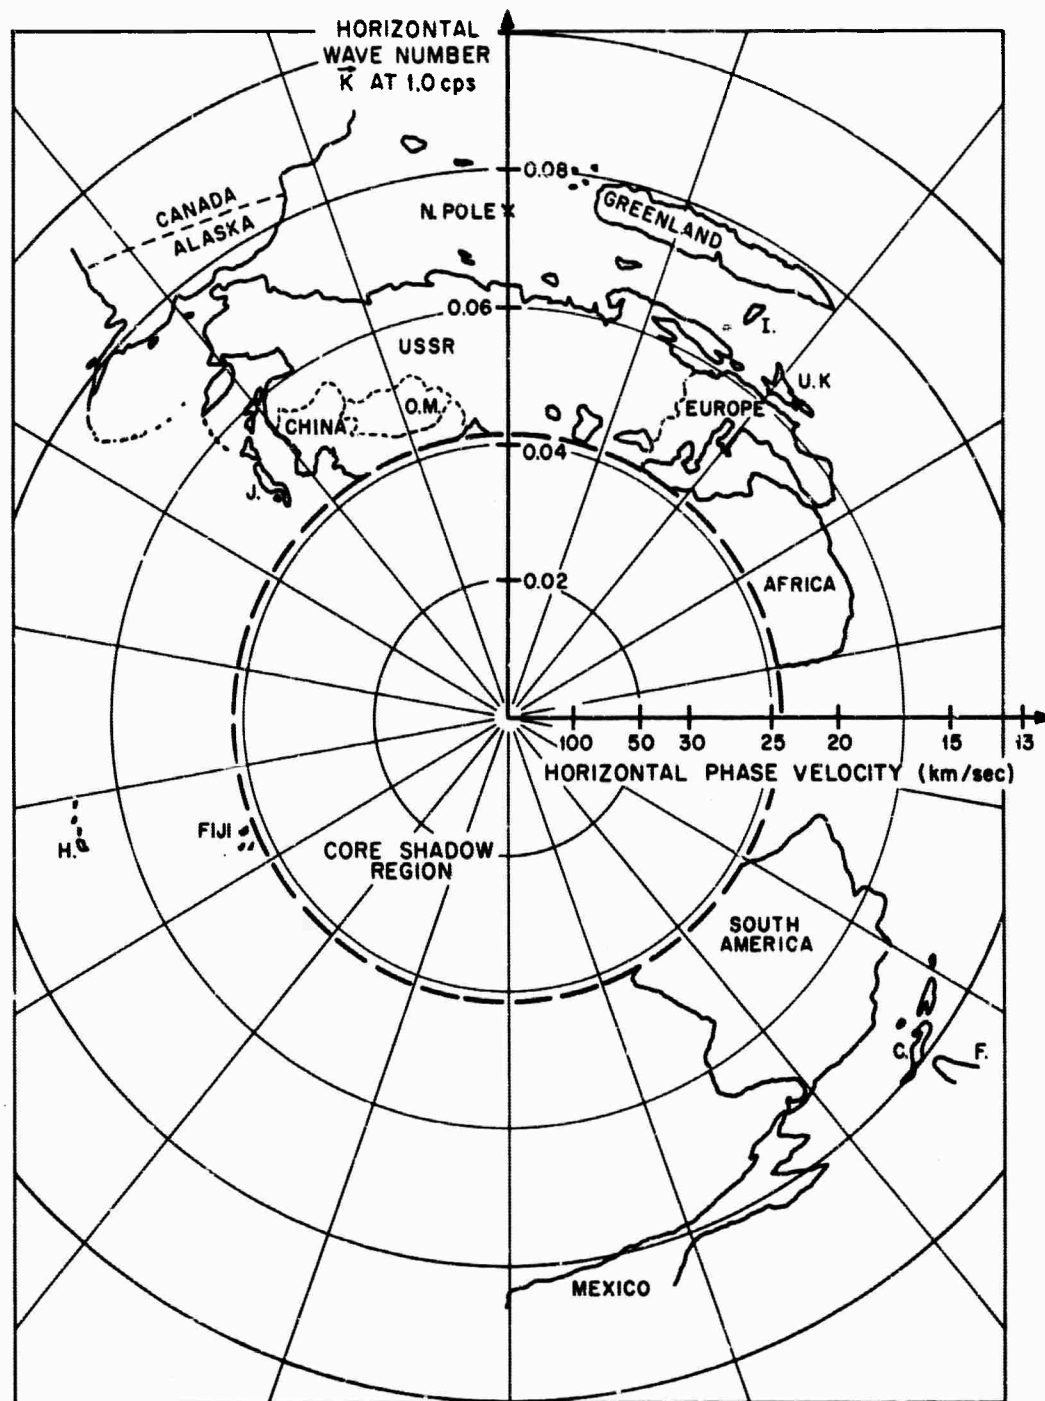 HORIZONTAL
WAVE NUMBER
K⃗ AT 1.0 cps
CANADA
ALASKA
0.08
N. POLE x
GREENLAND
0.06
I.
USSR
U.K
O.M.
CHINA
EUROPE
0.04
J.
0.02
AFRICA
100 50 30 25 20 15 13
HORIZONTAL PHASE VELOCITY (km/sec)
H.
FIJI
CORE SHADOW
REGION
SOUTH
AMERICA
C.
F.
MEXICO